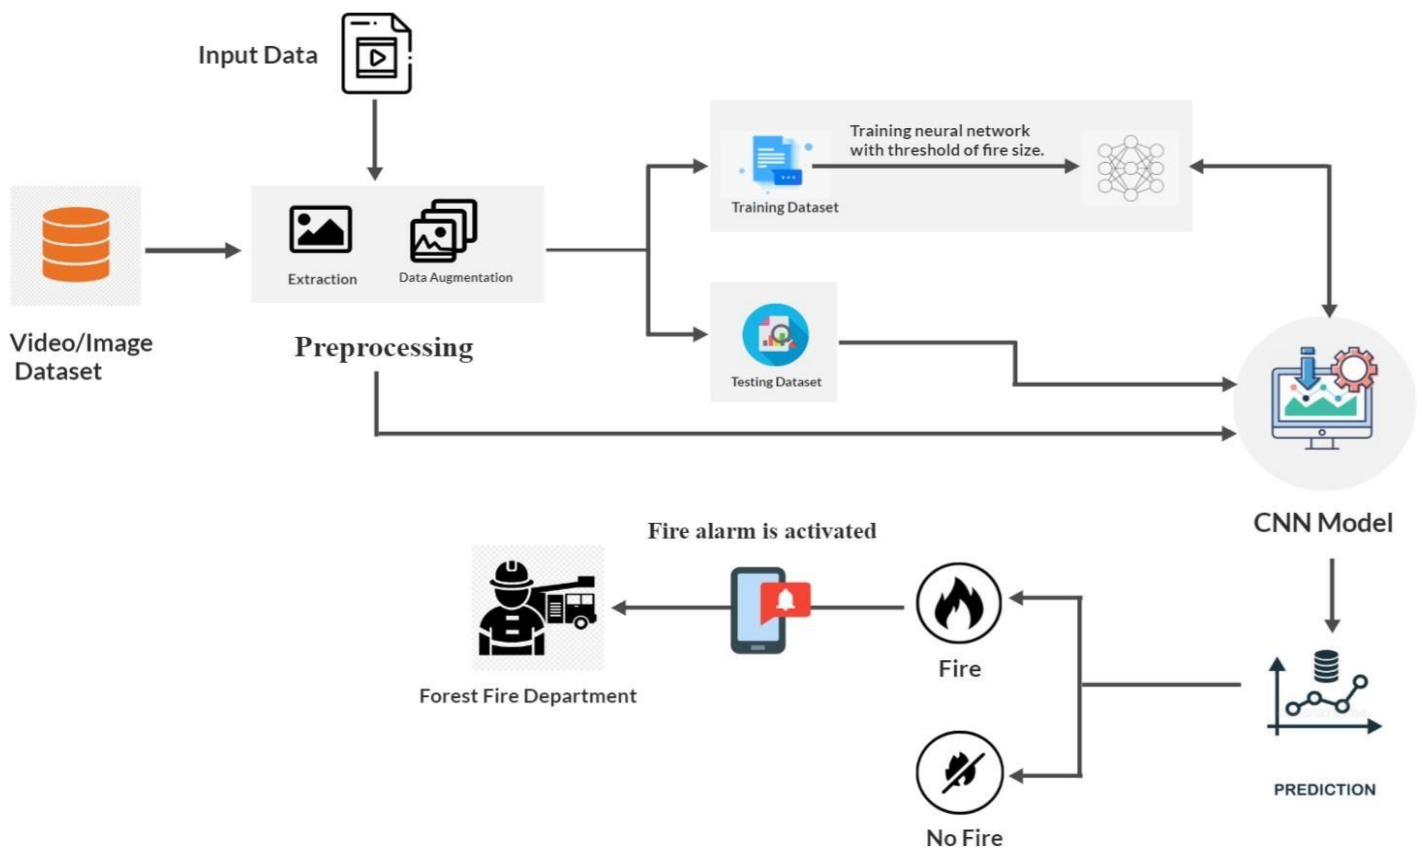 Input Data
Training neural network
with threshold of fire size.
Training Dataset
Extraction
Data Augmentation
Video/Image
Dataset
Preprocessing
Testing Dataset
CNN Model
Fire alarm is activated
Fire
Forest Fire Department
PREDICTION
No Fire